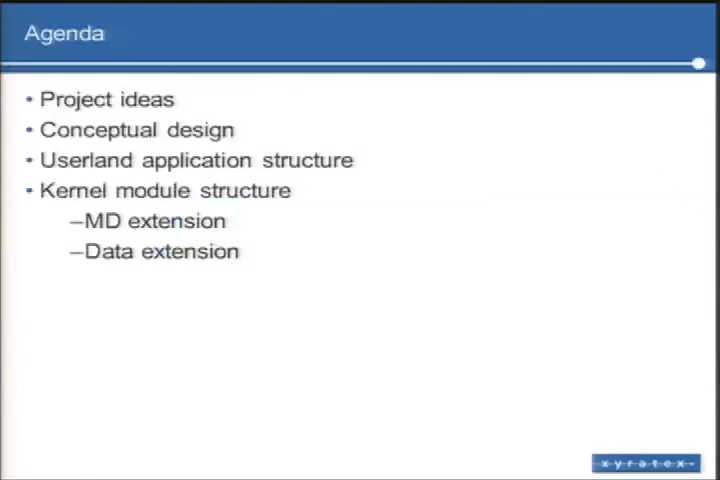 Agenda
• Project ideas
• Conceptual design
• Userland application structure
• Kernel module structure
–MD extension
–Data extension
xyratex